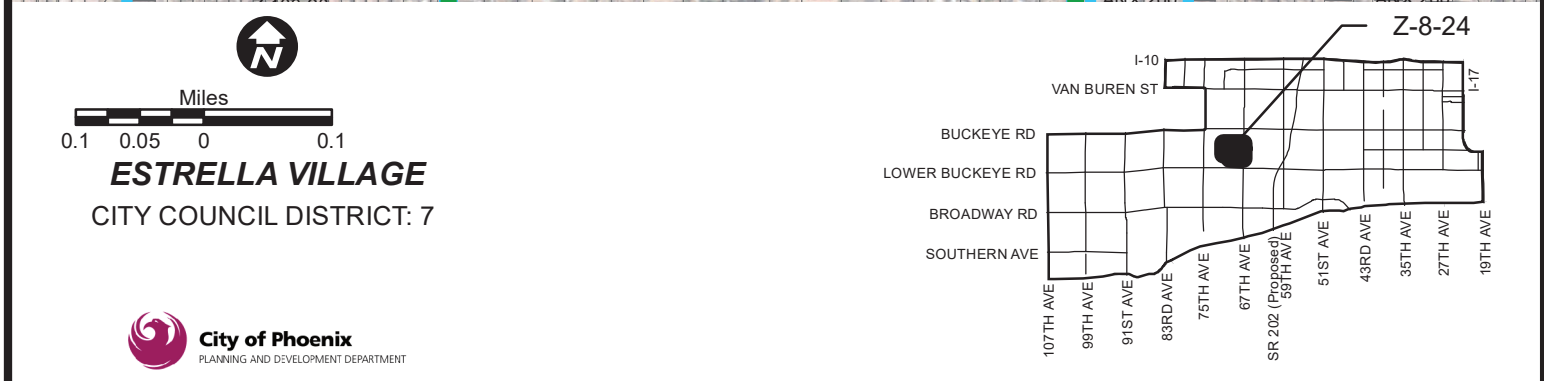 Z-8-24
N
I-10
I-17
Miles
VAN BUREN ST
0.1 0.05 0 0.1
BUCKEYE RD
ESTRELLA VILLAGE
LOWER BUCKEYE RD
CITY COUNCIL DISTRICT: 7
BROADWAY RD
SOUTHERN AVE
107TH AVE
99TH AVE
91ST AVE
83RD AVE
75TH AVE
67TH AVE
SR 202 (Proposed)
59TH AVE
51ST AVE
43RD AVE
35TH AVE
27TH AVE
19TH AVE
City of Phoenix
PLANNING AND DEVELOPMENT DEPARTMENT